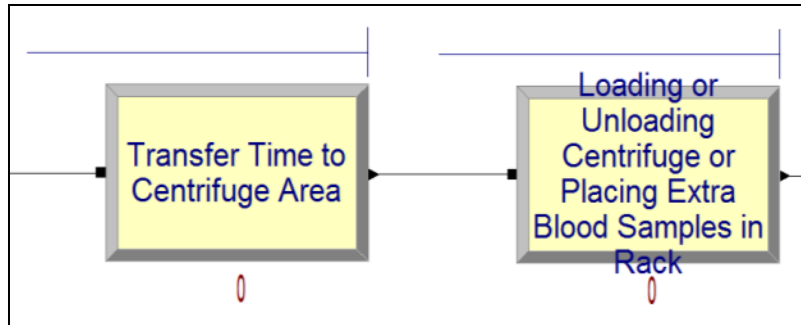 Transfer Time to
Centrifuge Area
0
Loading or
Unloading
Centrifuge or
Placing Extra
Blood Samples in
Rack
0